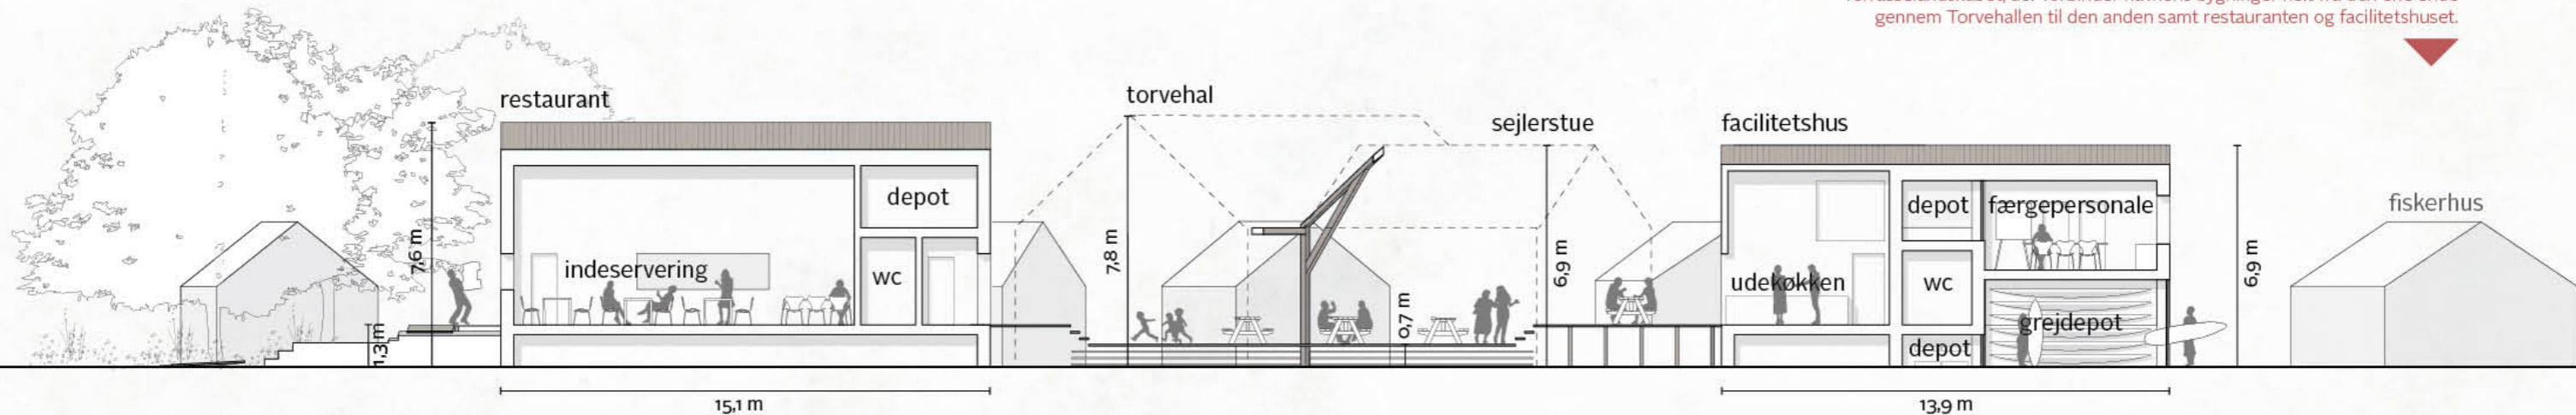 gennem Torvehallen til den anden samt restauranten og facilitetshuset.
restaurant
torvehal
sejlerstue
facilitetshus
fiskerhus
depot
indeservering
wc
depot
færgepersonale
udekøkken
wc
grejdepot
depot
7,6 m
1,3 m
7,8 m
0,7 m
6,9 m
6,9 m
15,1 m
13,9 m